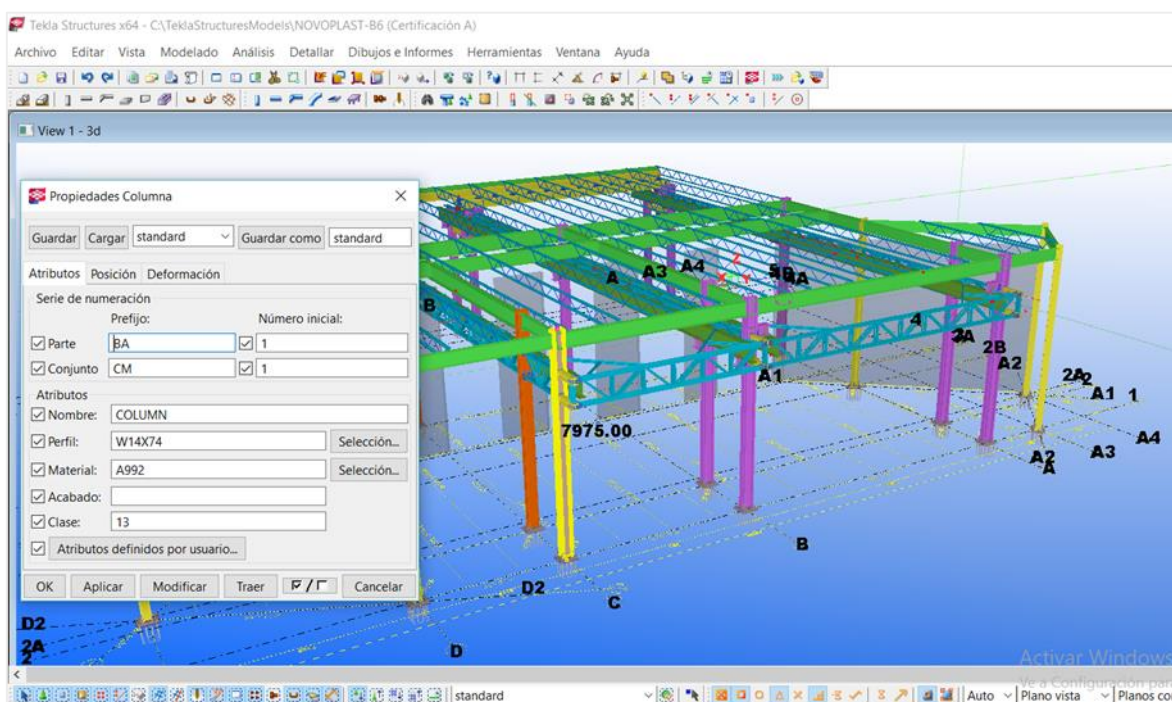 Tekla Structures x64 - C:\TeklaStructuresModels\NOVOPLAST-B6 (Certificación A)
Archivo Editar Vista Modelado Análisis Detallar Dibujos e Informes Herramientas Ventana Ayuda
View 1 - 3d
Propiedades Columna
Guardar Cargar standard Guardar como standard
Atributos Posición Deformación
Serie de numeración
Prefijo: Número inicial:
Parte BA 1
Conjunto CM 1
Atributos
Nombre: COLUMN
Perfil: W14X74 Selección...
Material: A992 Selección...
Acabado:
Clase: 13
Atributos definidos por usuario...
OK Aplicar Modificar Traer Cancelar
A A3 A4
Z
X Y
B
4
2B
A1 A2
2A
A1 1
7975.00
A4
A2 A3
A
B
D2 C
D2 D
2A
2
Activar Windows
Ve a Configuración par
standard Auto Plano vista Planos co